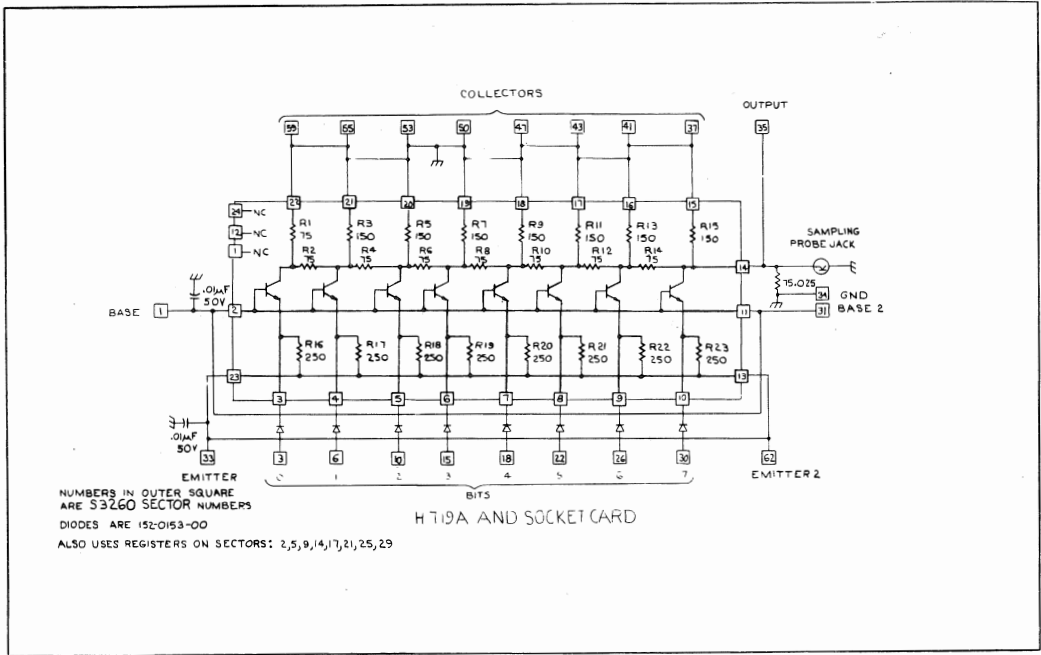 COLLECTORS
OUTPUT
59 65 53 50 47 43 41 37 35
24 NC
22 21 20 19 18 17 16 15
12 NC
1 NC
R1 75
R3 150
R5 150
R7 150
R9 150
R11 150
R13 150
R15 150
SAMPLING PROBE JACK
R2 75
R4 75
R6 75
R8 75
R10 75
R12 75
R14 75
14
75.025
.01µF 50V
34 GND
BASE 1
2
11
31 BASE 2
R16 250
R17 250
R18 250
R19 250
R20 250
R21 250
R22 250
R23 250
23
13
3 4 5 6 7 8 9 10
.01µF 50V
33
3 6 10 15 18 22 26 30
62
EMITTER
0 1 2 3 4 5 6 7
EMITTER 2
BITS
NUMBERS IN OUTER SQUARE
ARE S3260 SECTOR NUMBERS
H719A AND SOCKET CARD
DIODES ARE 152-0153-00
ALSO USES REGISTERS ON SECTORS: 2,5,9,14,17,21,25,29